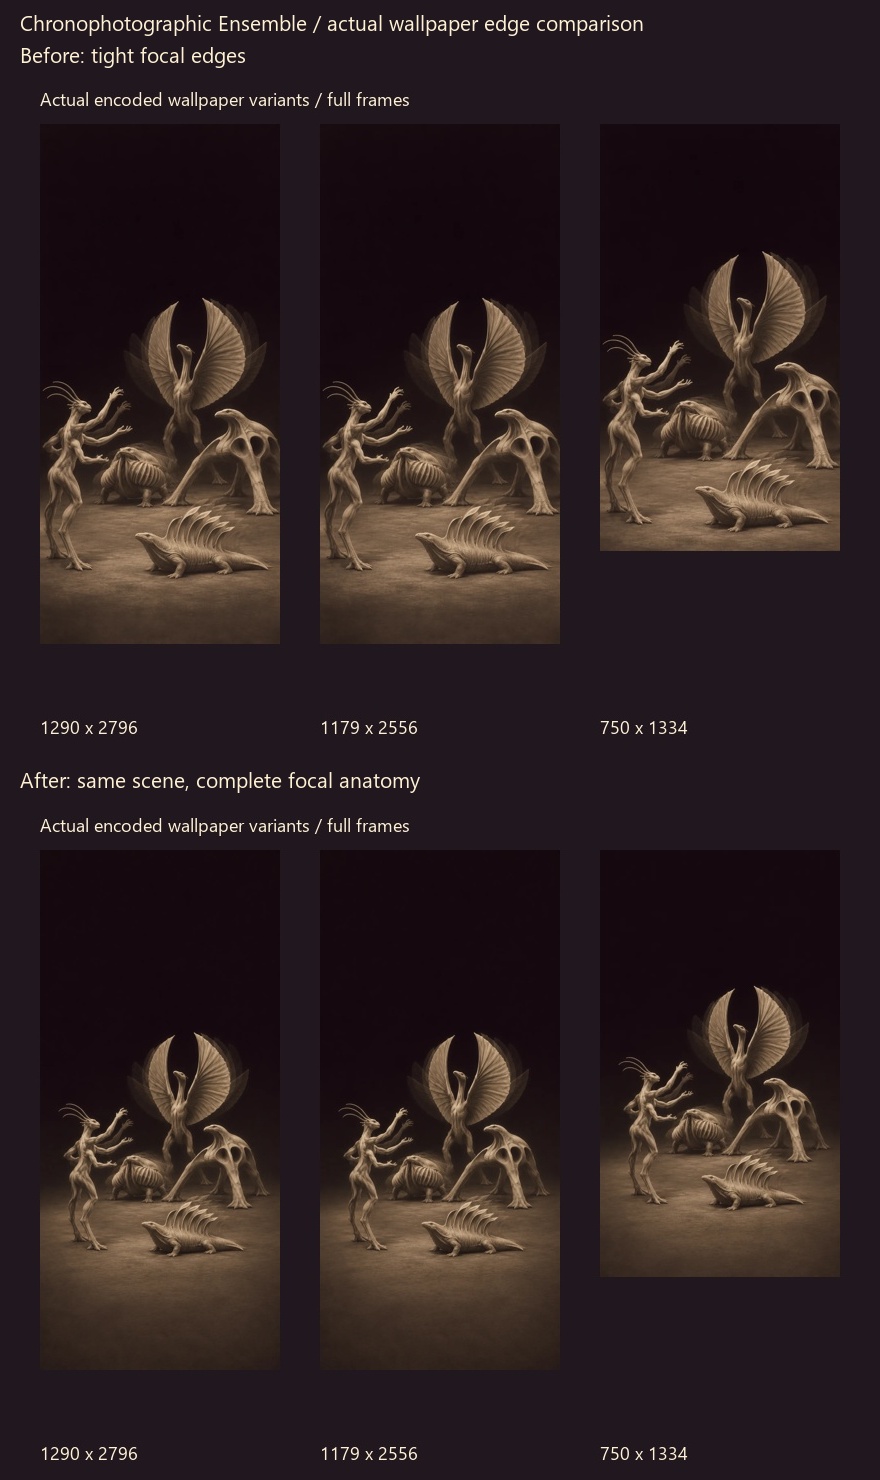 Chronophotographic Ensemble / actual wallpaper edge comparison
Before: tight focal edges
Actual encoded wallpaper variants / full frames
1290 x 2796
1179 x 2556
750 x 1334
After: same scene, complete focal anatomy
Actual encoded wallpaper variants / full frames
1290 x 2796
1179 x 2556
750 x 1334